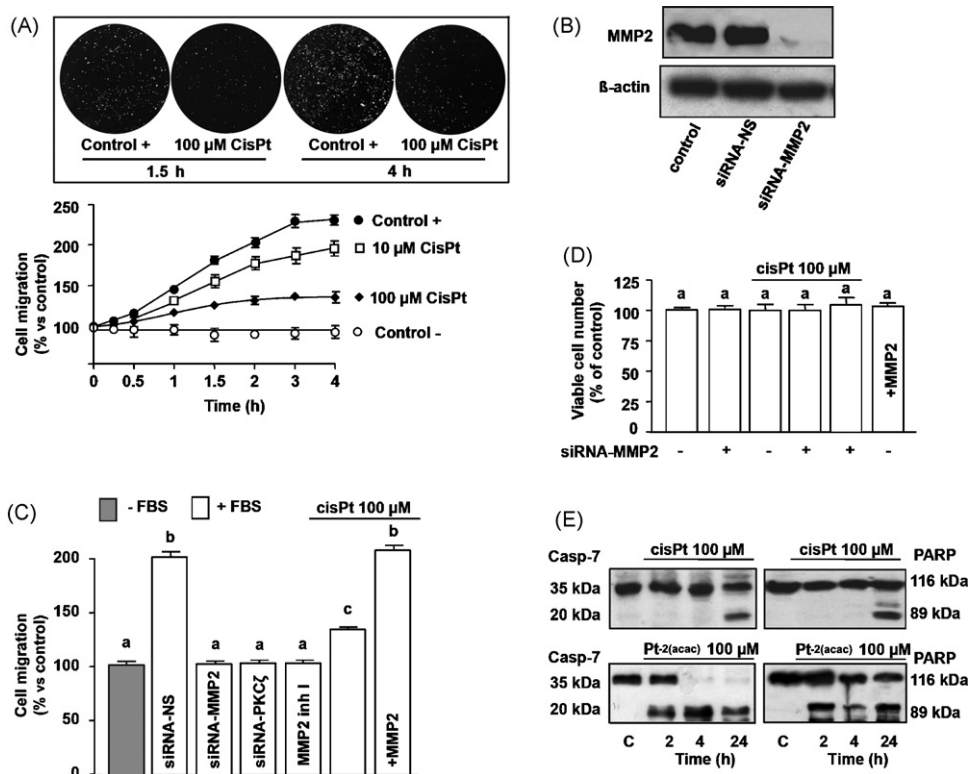 (A)
Control + 100 µM CisPt Control + 100 µM CisPt
1.5 h 4 h
250
200
150
100
Cell migration
(% vs control)
Control +
10 µM CisPt
100 µM CisPt
Control -
0 0.5 1 1.5 2 3 4
Time (h)
(B)
MMP2
ß-actin
control
siRNA-NS
siRNA-MMP2
(C)
- FBS + FBS
cisPt 100 µM
200
150
100
50
0
Cell migration
(% vs control)
a b a a a c b
siRNA-NS
siRNA-MMP2
siRNA-PKCζ
MMP2 inh I
+MMP2
(D)
cisPt 100 µM
125
100
75
50
25
0
Viable cell number
(% of control)
a a a a a a
+MMP2
siRNA-MMP2 - + - + + -
(E)
Casp-7 cisPt 100 µM cisPt 100 µM PARP
35 kDa 116 kDa
20 kDa 89 kDa
Casp-7 Pt-2(acac) 100 µM Pt-2(acac) 100 µM PARP
35 kDa 116 kDa
20 kDa 89 kDa
C 2 4 24 C 2 4 24
Time (h) Time (h)